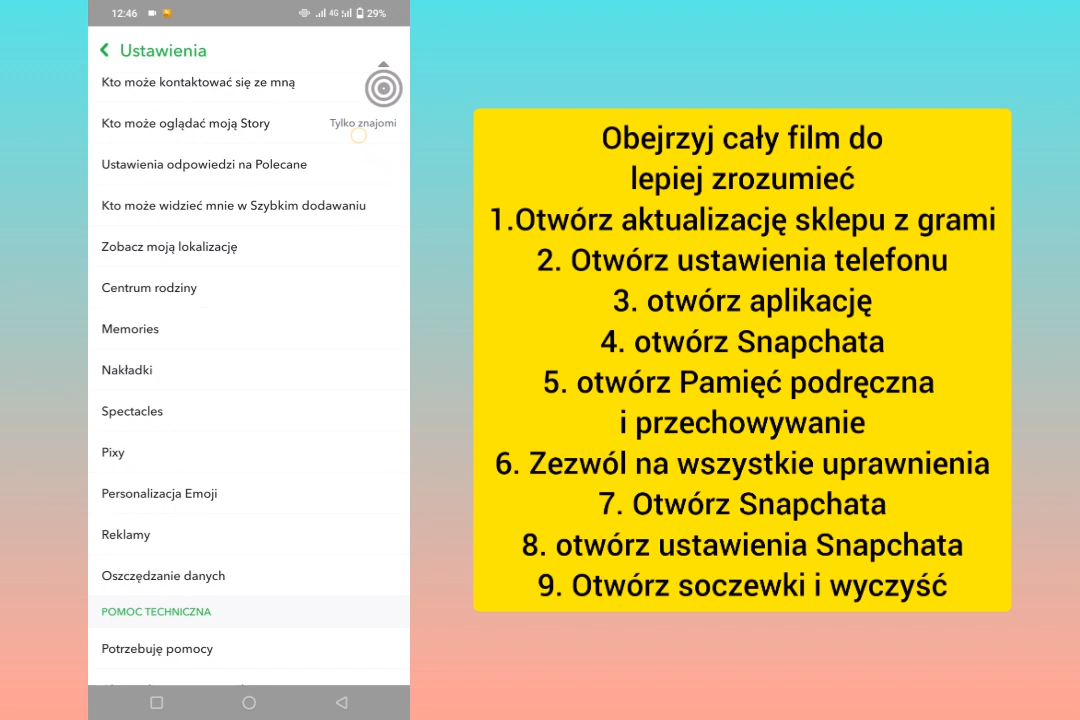 12:46
4G
29%
Ustawienia
Kto może kontaktować się ze mną
Kto może oglądać moją Story
Tylko znajomi
Ustawienia odpowiedzi na Polecane
Kto może widzieć mnie w Szybkim dodawaniu
Zobacz moją lokalizację
Centrum rodziny
Memories
Nakładki
Spectacles
Pixy
Personalizacja Emoji
Reklamy
Oszczędzanie danych
POMOC TECHNICZNA
Potrzebuję pomocy
Obejrzyj cały film do
lepiej zrozumieć
1.Otwórz aktualizację sklepu z grami
2. Otwórz ustawienia telefonu
3. otwórz aplikację
4. otwórz Snapchata
5. otwórz Pamięć podręczna
i przechowywanie
6. Zezwól na wszystkie uprawnienia
7. Otwórz Snapchata
8. otwórz ustawienia Snapchata
9. Otwórz soczewki i wyczyść